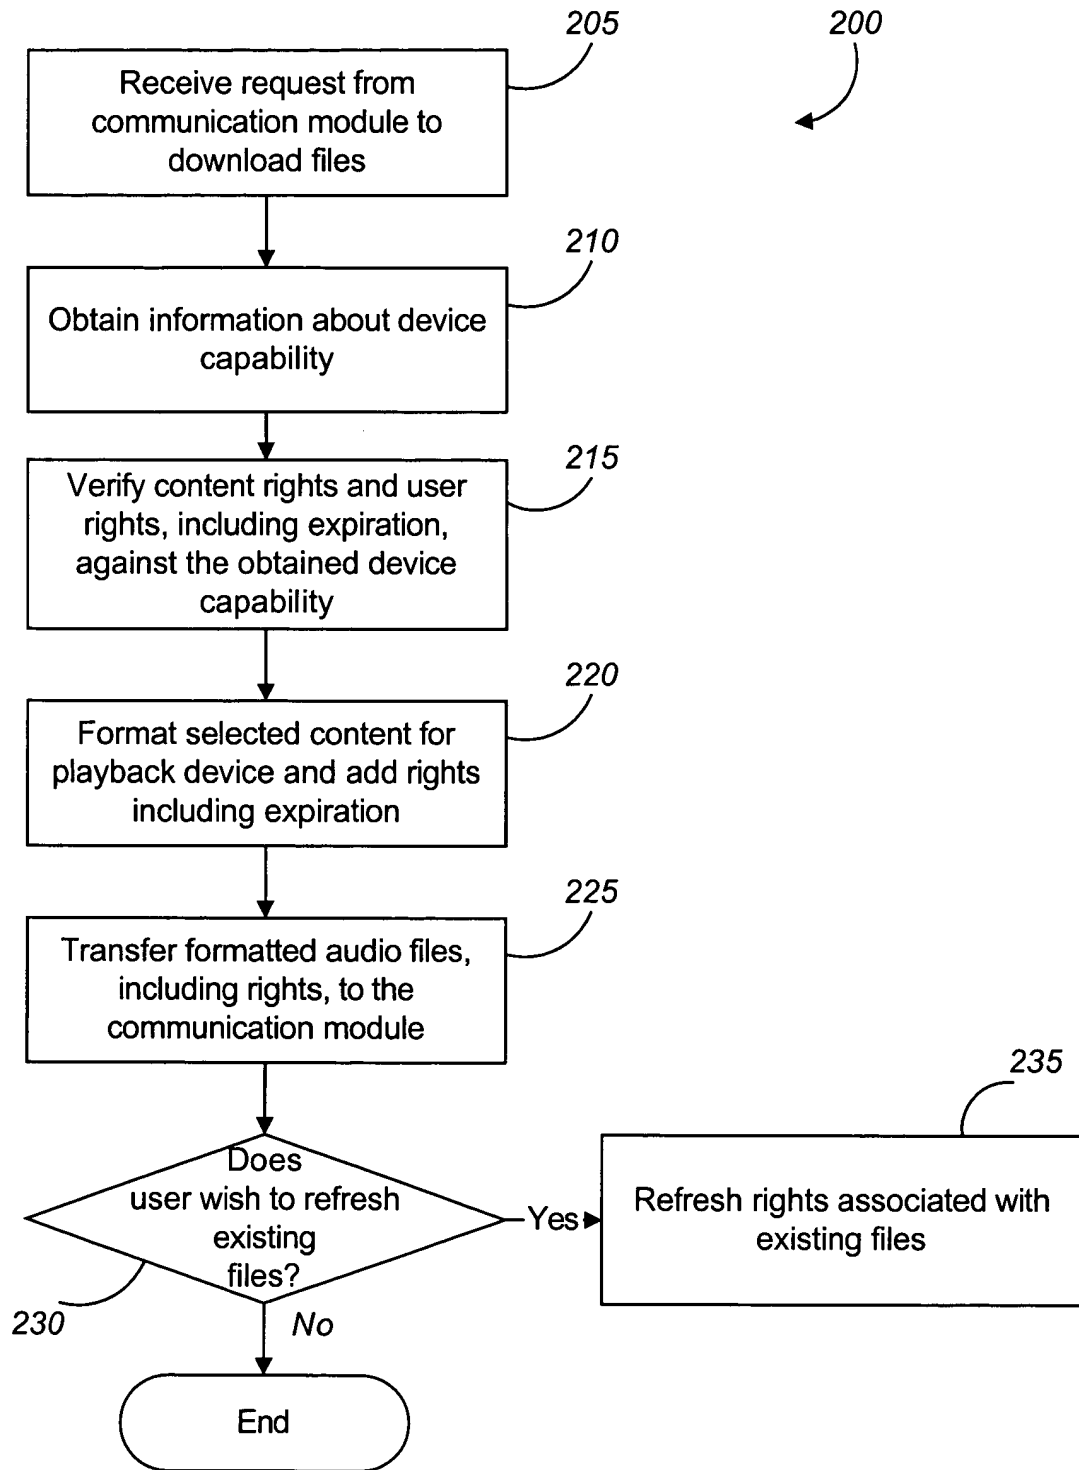 205
200
Receive request from
communication module to
download files
210
Obtain information about device
capability
215
Verify content rights and user
rights, including expiration,
against the obtained device
capability
220
Format selected content for
playback device and add rights
including expiration
225
Transfer formatted audio files,
including rights, to the
communication module
235
Does
user wish to refresh
existing
files?
Yes
Refresh rights associated with
existing files
230
No
End